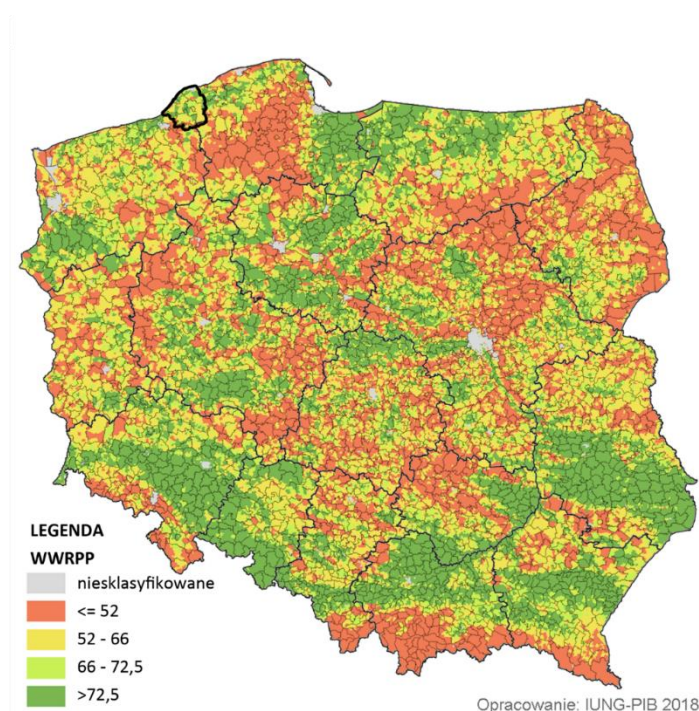 LEGENDA
WWRPP
niesklasyfikowane
<= 52
52 - 66
66 - 72,5
>72,5
Opracowanie: IUNG-PIB 2018